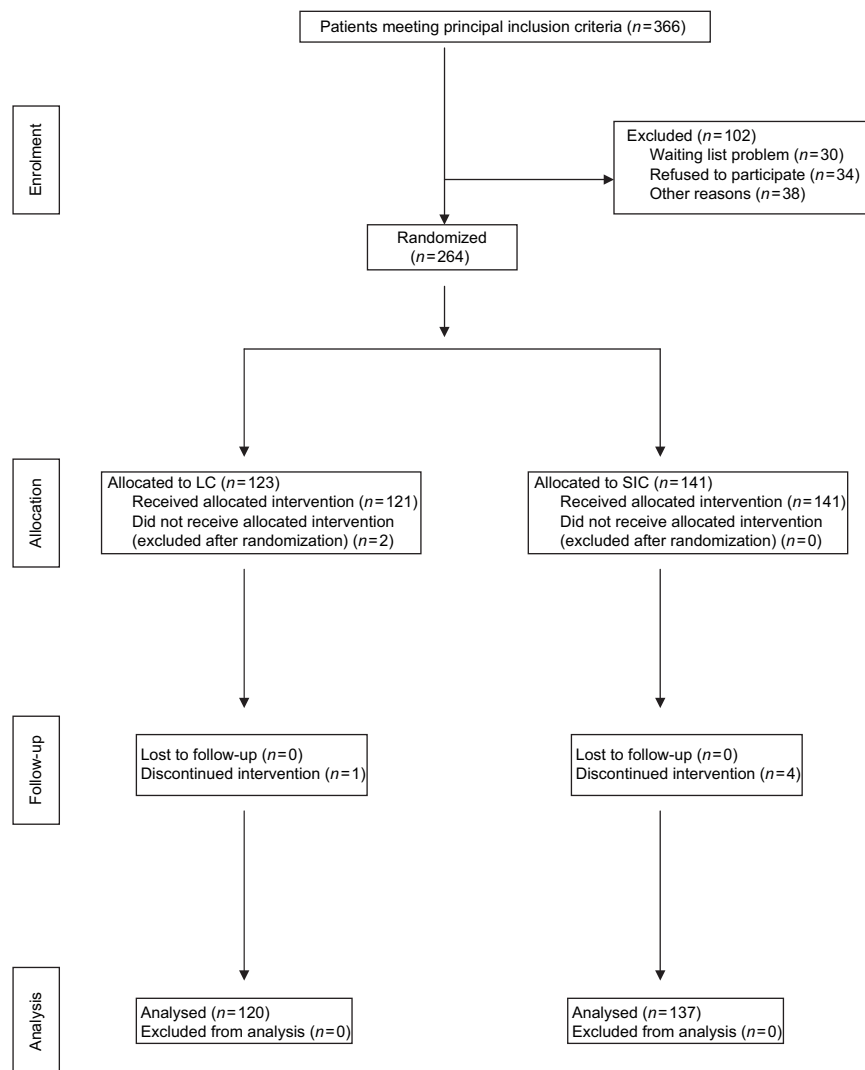 Patients meeting principal inclusion criteria (n=366)
Enrolment
Excluded (n=102)
Waiting list problem (n=30)
Refused to participate (n=34)
Other reasons (n=38)
Randomized
(n=264)
Allocation
Allocated to LC (n=123)
Received allocated intervention (n=121)
Did not receive allocated intervention
(excluded after randomization) (n=2)
Allocated to SIC (n=141)
Received allocated intervention (n=141)
Did not receive allocated intervention
(excluded after randomization) (n=0)
Follow-up
Lost to follow-up (n=0)
Discontinued intervention (n=1)
Lost to follow-up (n=0)
Discontinued intervention (n=4)
Analysis
Analysed (n=120)
Excluded from analysis (n=0)
Analysed (n=137)
Excluded from analysis (n=0)